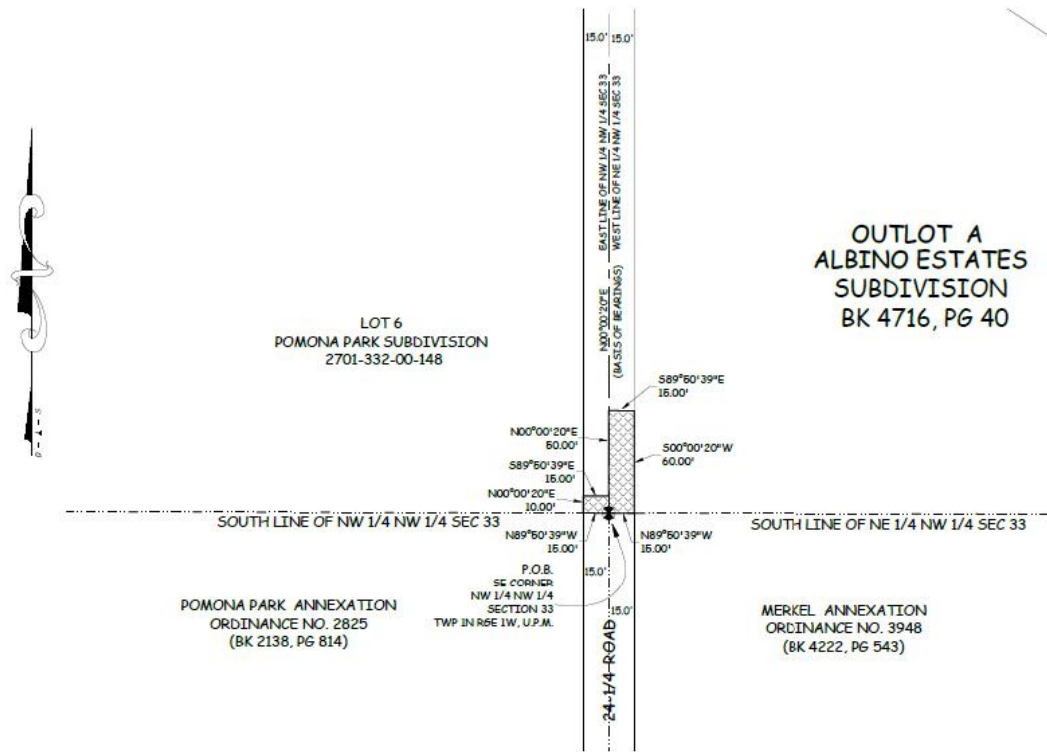 15.0' 15.0'
EAST LINE OF NW 1/4 NW 1/4 SEC 33
WEST LINE OF NE 1/4 NW 1/4 SEC 33
N00°00'20"E
(BASIS OF BEARINGS)
OUTLOT A
ALBINO ESTATES
SUBDIVISION
BK 4716, PG 40
LOT 6
POMONA PARK SUBDIVISION
2701-332-00-148
S89°50'39"E
15.00'
N00°00'20"E
50.00'
S00°00'20"W
60.00'
S89°50'39"E
15.00'
N00°00'20"E
10.00'
SOUTH LINE OF NW 1/4 NW 1/4 SEC 33
SOUTH LINE OF NE 1/4 NW 1/4 SEC 33
N89°50'39"W
15.00'
N89°50'39"W
15.00'
P.O.B.
SE CORNER
NW 1/4 NW 1/4
SECTION 33
TWP 1N R6E 1W, U.P.M.
15.0'
15.0'
24-1/4 ROAD
POMONA PARK ANNEXATION
ORDINANCE NO. 2825
(BK 2138, PG 814)
MERKEL ANNEXATION
ORDINANCE NO. 3948
(BK 4222, PG 543)